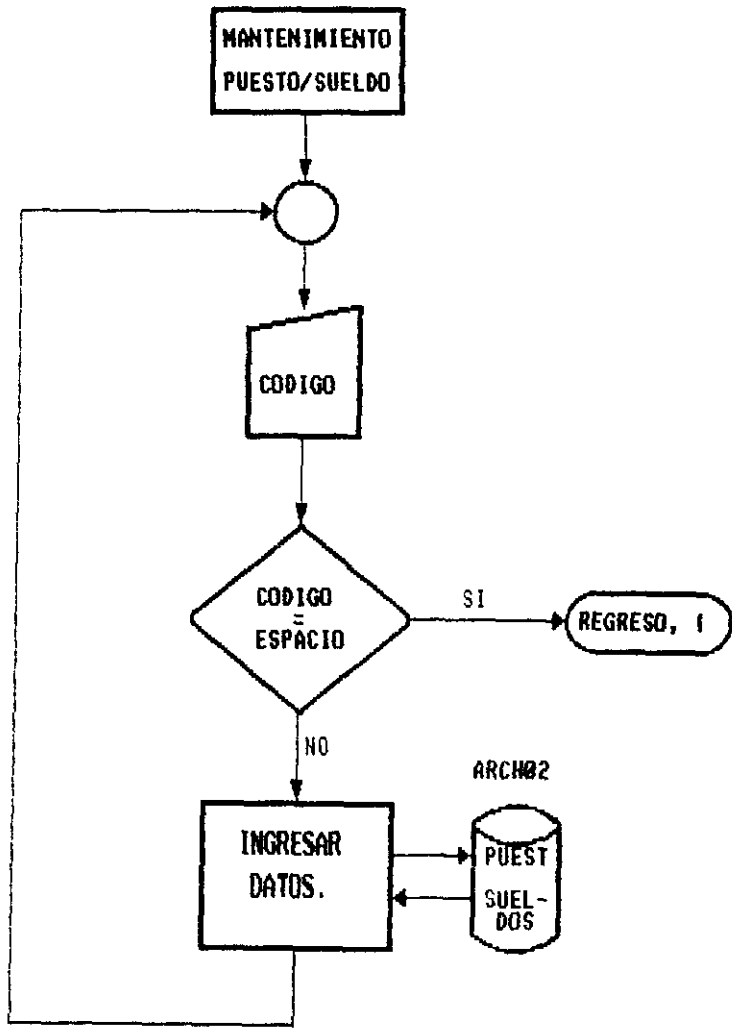 MANTENIMIENTO
PUESTO/SUELDO
CODIGO
CODIGO
=
ESPACIO
SI
REGRESO, 1
NO
ARCH02
INGRESAR
DATOS.
PUEST
SUEL-
DOS